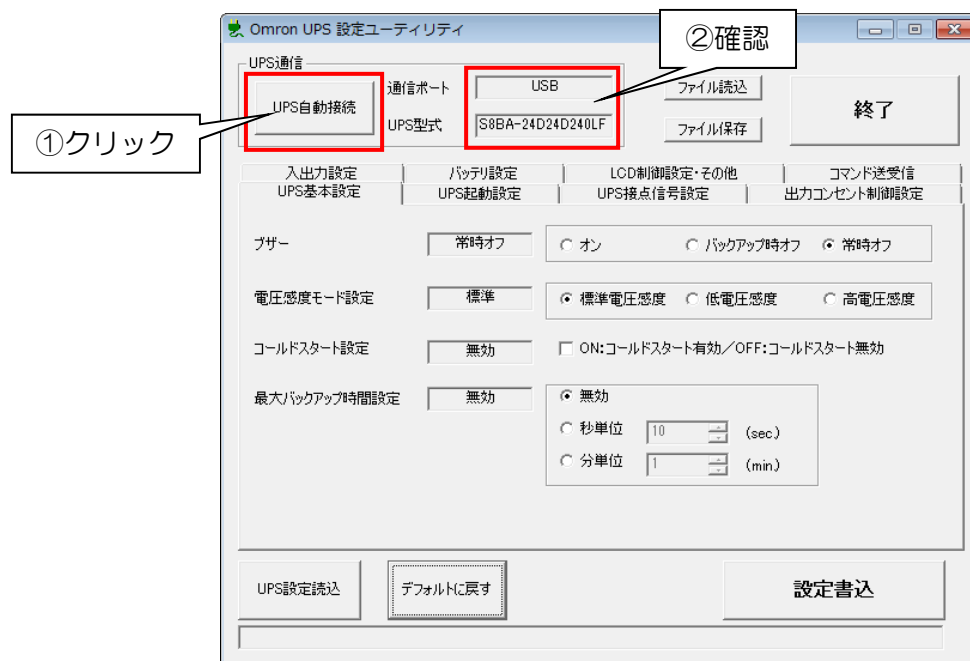 Omron UPS 設定ユーティリティ
②確認
UPS通信
UPS自動接続
通信ポート
USB
ファイル読込
終了
①クリック
UPS型式
S8BA-24D24D240LF
ファイル保存
入出力設定
バッテリ設定
LCD制御設定・その他
コマンド送受信
UPS基本設定
UPS起動設定
UPS接点信号設定
出力コンセント制御設定
ブザー
常時オフ
オン
バックアップ時オフ
常時オフ
電圧感度モード設定
標準
標準電圧感度
低電圧感度
高電圧感度
コールドスタート設定
無効
ON:コールドスタート有効/OFF:コールドスタート無効
最大バックアップ時間設定
無効
無効
秒単位
10
(sec.)
分単位
1
(min.)
UPS設定読込
デフォルトに戻す
設定書込